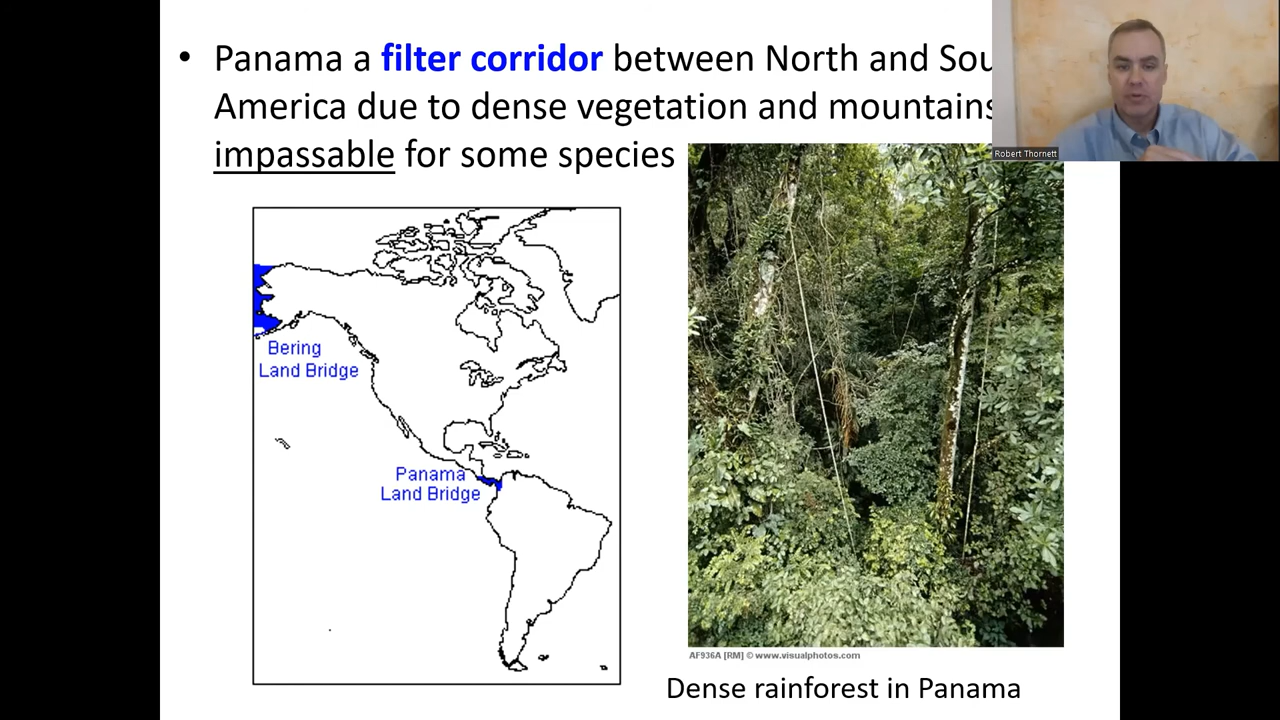 • Panama a filter corridor between North and Sou
America due to dense vegetation and mountains
impassable for some species
Robert Thornett
Bering
Land Bridge
Panama
Land Bridge
AF936A [RM] © www.visualphotos.com
Dense rainforest in Panama